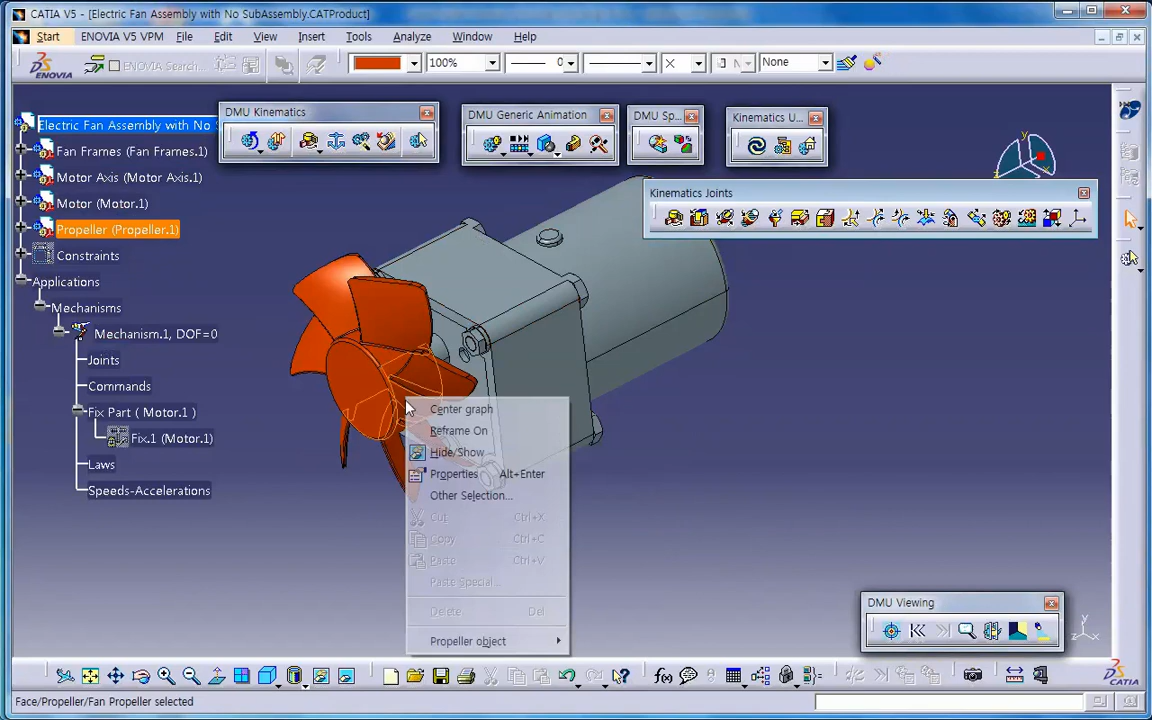 CATIA V5 - [Electric Fan Assembly with No SubAssembly.CATProduct]
Start ENOVIA V5 VPM File Edit View Insert Tools Analyze Window Help
ENOVIA ENOVIA Searchin... 100% 0 None
DMU Kinematics
DMU Generic Animation
DMU Sp...
Kinematics U...
Kinematics Joints
Electric Fan Assembly with No S
Fan Frames (Fan Frames.1)
Motor Axis (Motor Axis.1)
Motor (Motor.1)
Propeller (Propeller.1)
Constraints
Applications
Mechanisms
Mechanism.1, DOF=0
Joints
Commands
Fix Part ( Motor.1 )
Fix.1 (Motor.1)
Laws
Speeds-Accelerations
Center graph
Reframe On
Hide/Show
Properties Alt+Enter
Other Selection...
Cut Ctrl+X
Copy Ctrl+C
Paste Ctrl+V
Paste Special...
Delete Del
Propeller object
DMU Viewing
y
CATIA
Face/Propeller/Fan Propeller selected